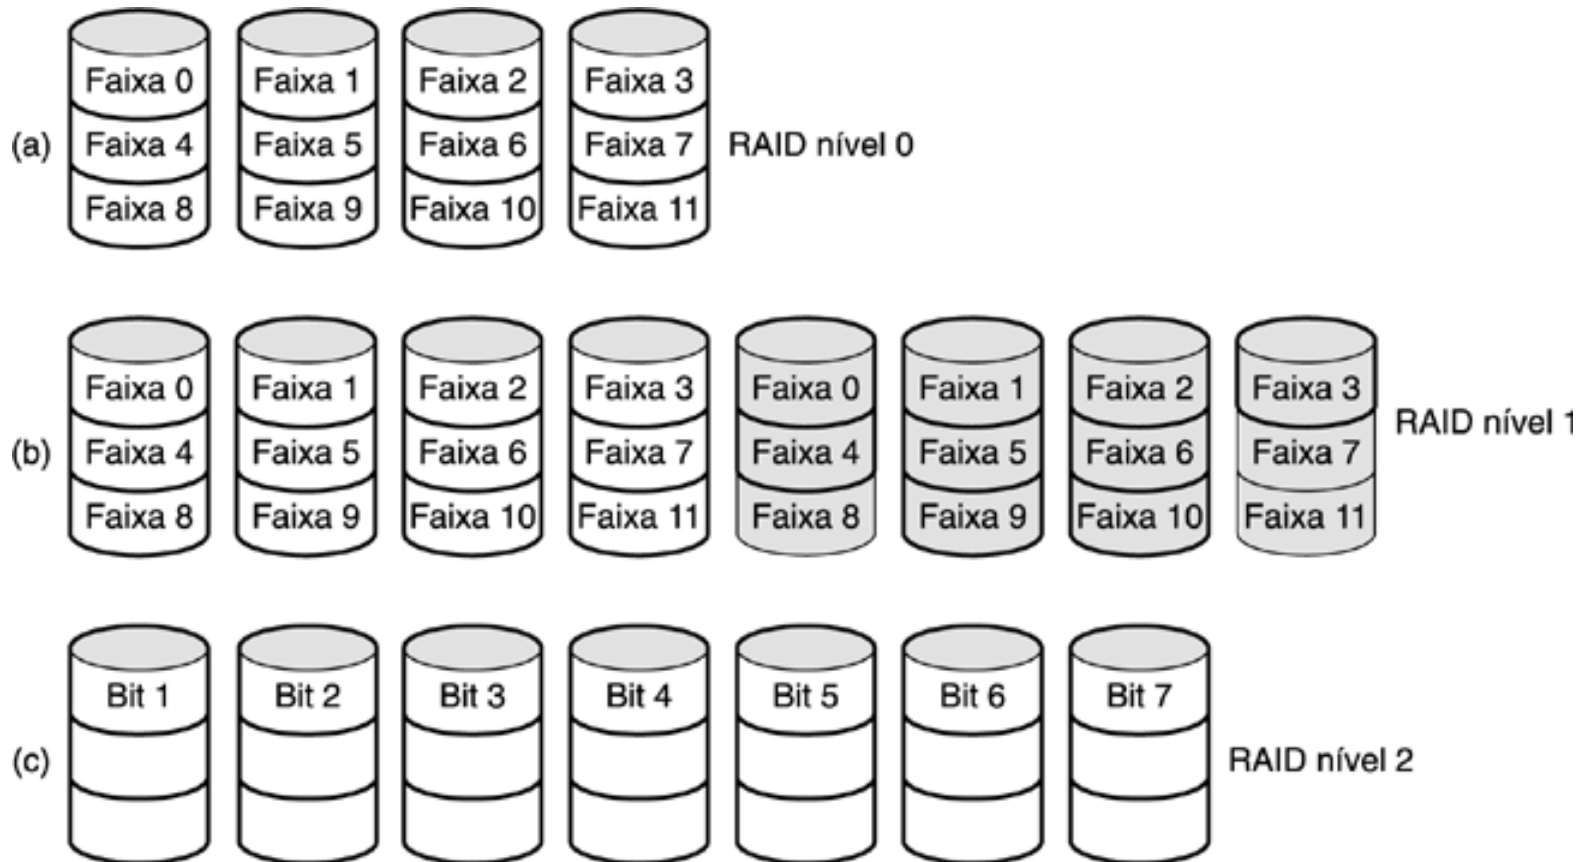 Faixa 0 Faixa 1 Faixa 2 Faixa 3
(a) Faixa 4 Faixa 5 Faixa 6 Faixa 7 RAID nível 0
Faixa 8 Faixa 9 Faixa 10 Faixa 11
Faixa 0 Faixa 1 Faixa 2 Faixa 3 Faixa 0 Faixa 1 Faixa 2 Faixa 3
RAID nível 1
(b) Faixa 4 Faixa 5 Faixa 6 Faixa 7 Faixa 4 Faixa 5 Faixa 6 Faixa 7
Faixa 8 Faixa 9 Faixa 10 Faixa 11 Faixa 8 Faixa 9 Faixa 10 Faixa 11
Bit 1 Bit 2 Bit 3 Bit 4 Bit 5 Bit 6 Bit 7
(c) RAID nível 2